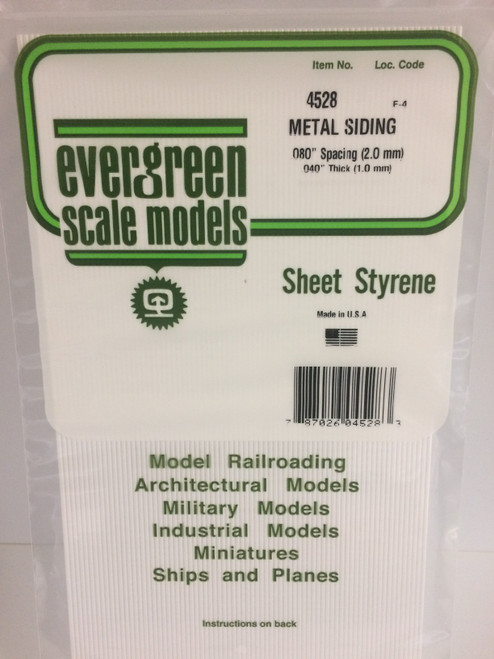 Item No. Loc. Code
4528 F-4
METAL SIDING
080" Spacing (2.0 mm)
040" Thick (1.0 mm)
evergreen
scale models
Sheet Styrene
Made in U.S.A
7 87026 04528 3
Model Railroading
Architectural Models
Military Models
Industrial Models
Miniatures
Ships and Planes
Instructions on back